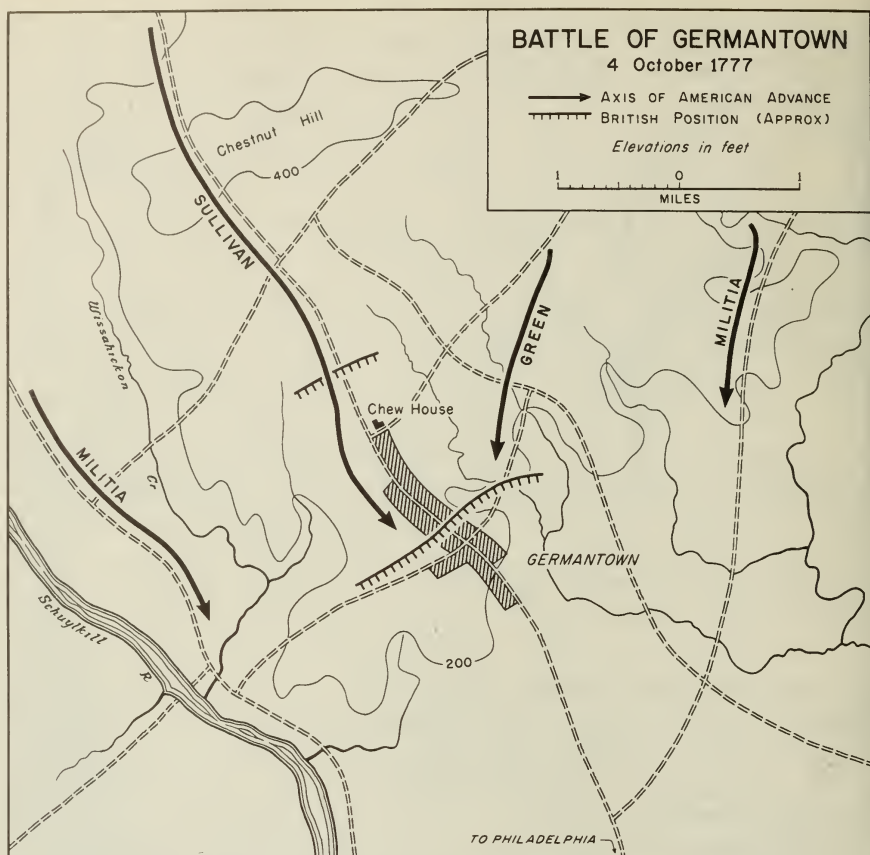 BATTLE OF GERMANTOWN
4 October 1777
AXIS OF AMERICAN ADVANCE
BRITISH POSITION (APPROX)
Elevations in feet
1 0 1
MILES
Chestnut Hill
400
SULLIVAN
Wissahickon
Cr
MILITIA
GREEN
MILITIA
Chew House
GERMANTOWN
Schuylkill
R
200
TO PHILADELPHIA